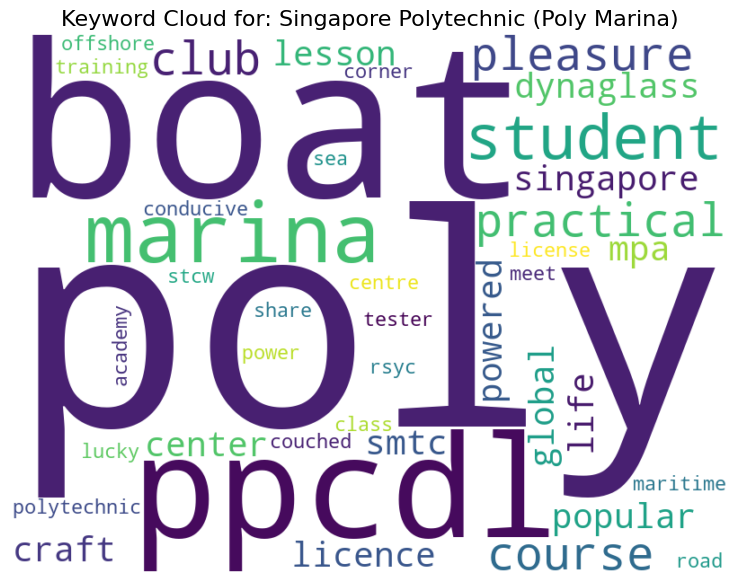 Keyword Cloud for: Singapore Polytechnic (Poly Marina)
offshore
training
club
lesson
corner
pleasure
dynaglass
boat
sea
student
singapore
conducive
marina
practical
license
mpa
stcw
centre
meet
poly
academy
share
tester
power
rsyc
powered
global
life
class
lucky
center
couched
smtc
polytechnic
ppcdl
maritime
popular
craft
licence
course
road